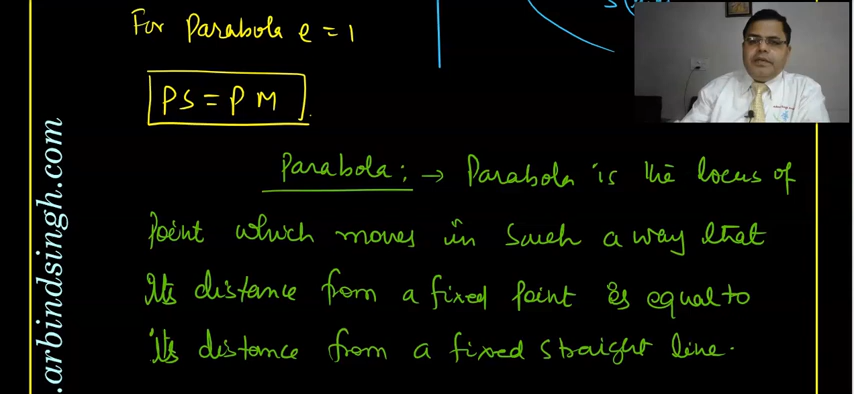 For Parabola e = 1
PS = PM
Parabola: → Parabola is the locus of
point which moves in such a way that
Its distance from a fixed point is equal to
its distance from a fixed straight line.
.arbindsingh.com